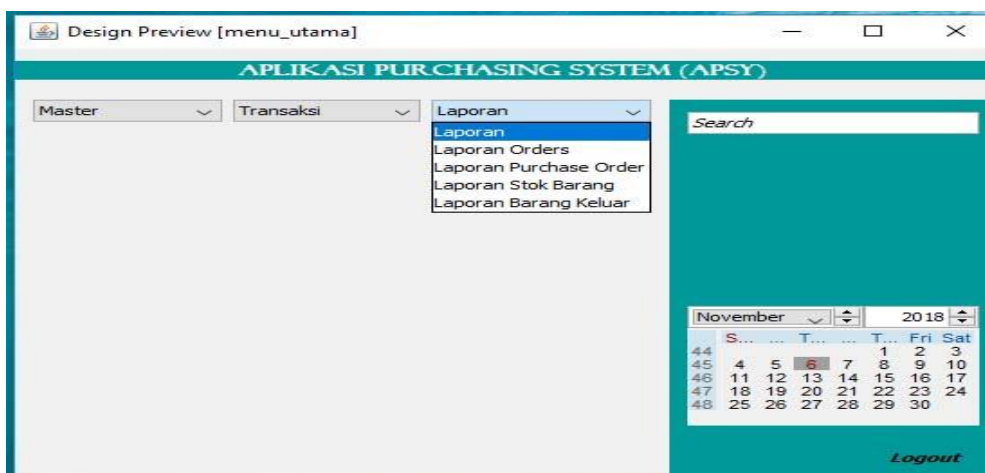 Design Preview [menu_utama]
APLIKASI PURCHASING SYSTEM (APSY)
Master Transaksi Laporan
Search
Laporan
Laporan Orders
Laporan Purchase Order
Laporan Stok Barang
Laporan Barang Keluar
November 2018
S... ... T... ... T... Fri Sat
44 1 2 3
45 4 5 6 7 8 9 10
46 11 12 13 14 15 16 17
47 18 19 20 21 22 23 24
48 25 26 27 28 29 30
Logout